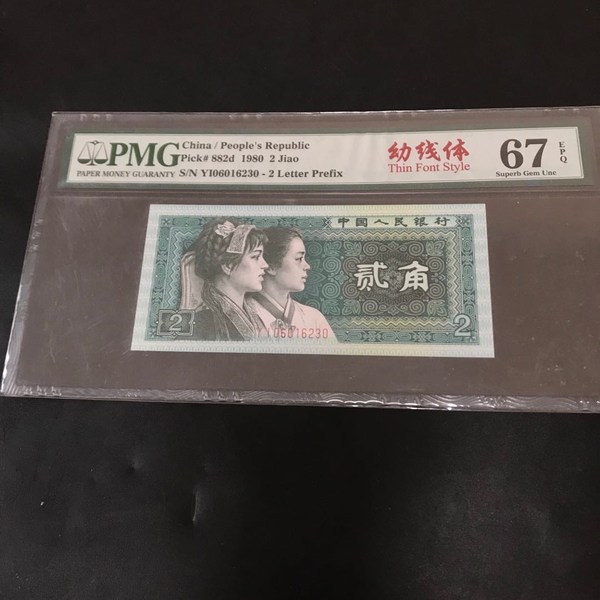 PMG
PAPER MONEY GUARANTY
China / People's Republic
Pick# 882d 1980 2 Jiao
S/N YI06016230 - 2 Letter Prefix
幼线体
Thin Font Style
67
EPQ
Superb Gem Unc
中国人民银行
贰角
2
YI06016230
2